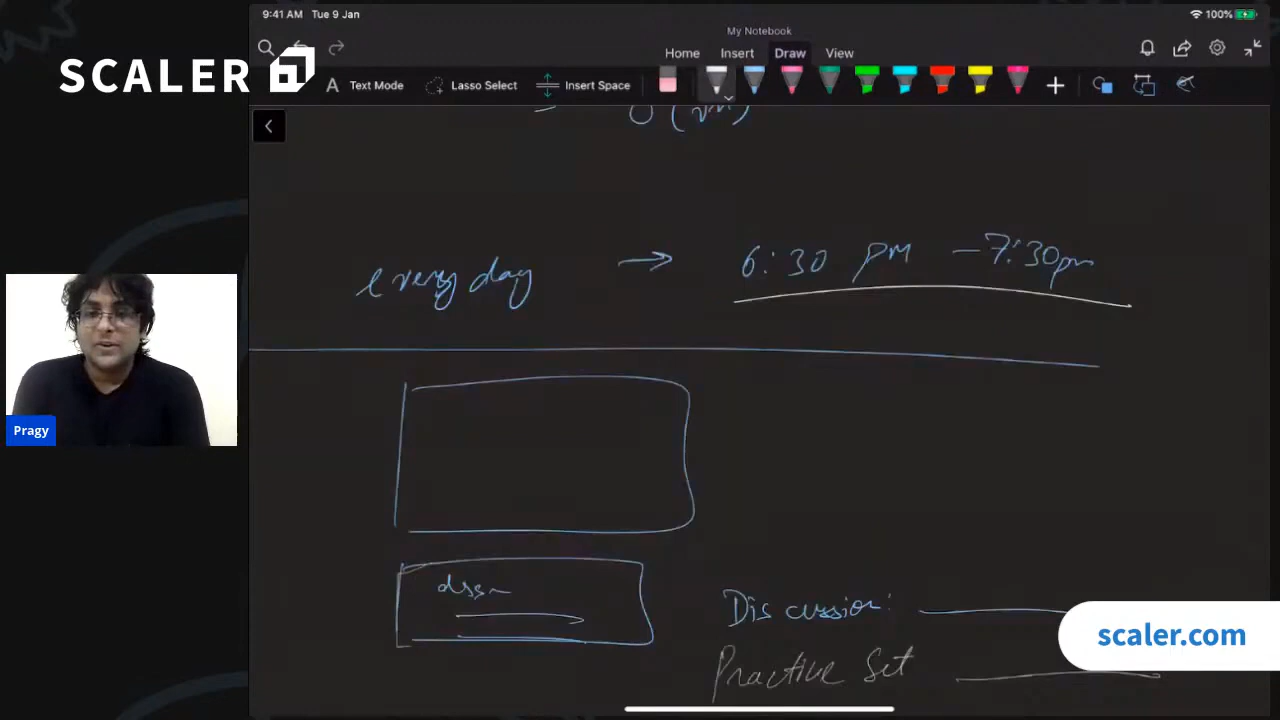 9:41 AM Tue 9 Jan
100%
My Notebook
Home Insert Draw View
SCALER
Text Mode Lasso Select Insert Space
every day → 6:30 pm - 7:30pm
Pragy
Discussion:
scaler.com
Practice Set